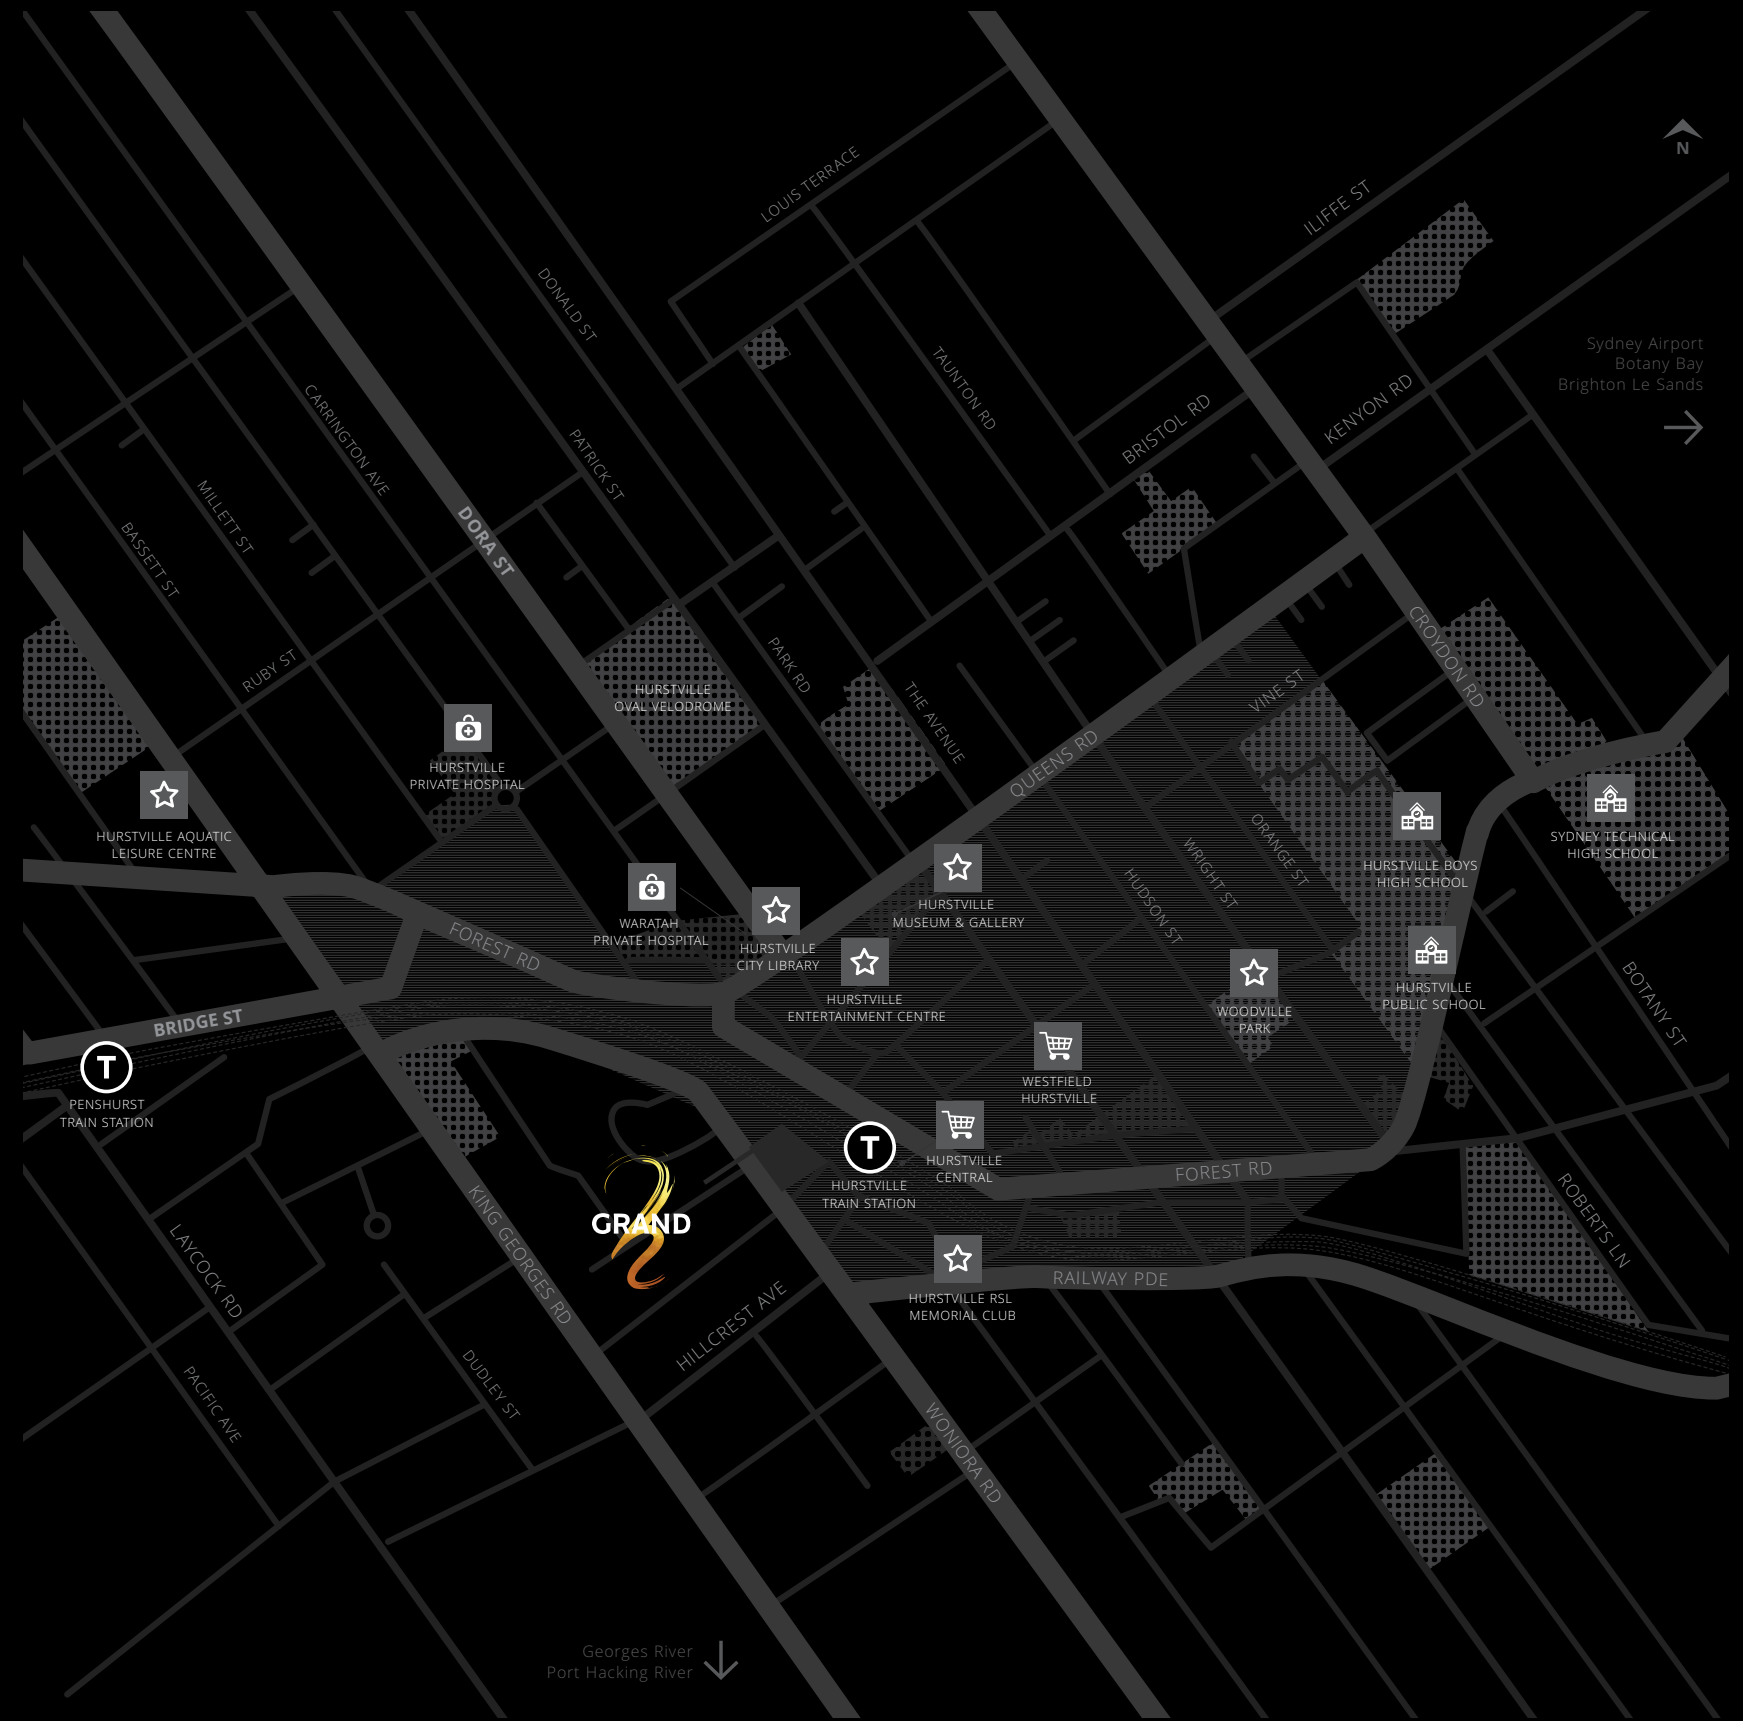 LOUIS TERRACE
ILIFFE ST
N
DONALD ST
TAUNTON RD
Sydney Airport
Botany Bay
Brighton Le Sands
CARRINGTON AVE
PATRICK ST
BRISTOL RD
KENYON RD
MILLETT ST
BASSETT ST
DORA ST
CROYDON RD
RUBY ST
PARK RD
THE AVENUE
VINE ST
HURSTVILLE
OVAL VELODROME
QUEENS RD
HURSTVILLE
PRIVATE HOSPITAL
HURSTVILLE AQUATIC
LEISURE CENTRE
SYDNEY TECHNICAL
HIGH SCHOOL
ORANGE ST
WRIGHT ST
HUDSON ST
HURSTVILLE BOYS
HIGH SCHOOL
HURSTVILLE
MUSEUM & GALLERY
FOREST RD
WARATAH
PRIVATE HOSPITAL
HURSTVILLE
CITY LIBRARY
HURSTVILLE
ENTERTAINMENT CENTRE
HURSTVILLE
PUBLIC SCHOOL
WOODVILLE
PARK
BOTANY ST
BRIDGE ST
T
PENSHURST
TRAIN STATION
WESTFIELD
HURSTVILLE
T
HURSTVILLE
TRAIN STATION
HURSTVILLE
CENTRAL
FOREST RD
GRAND
KING GEORGES RD
LAYCOCK RD
ROBERTS LN
HURSTVILLE RSL
MEMORIAL CLUB
RAILWAY PDE
HILLCREST AVE
DUDLEY ST
PACIFIC AVE
WONIORA RD
Georges River
Port Hacking River